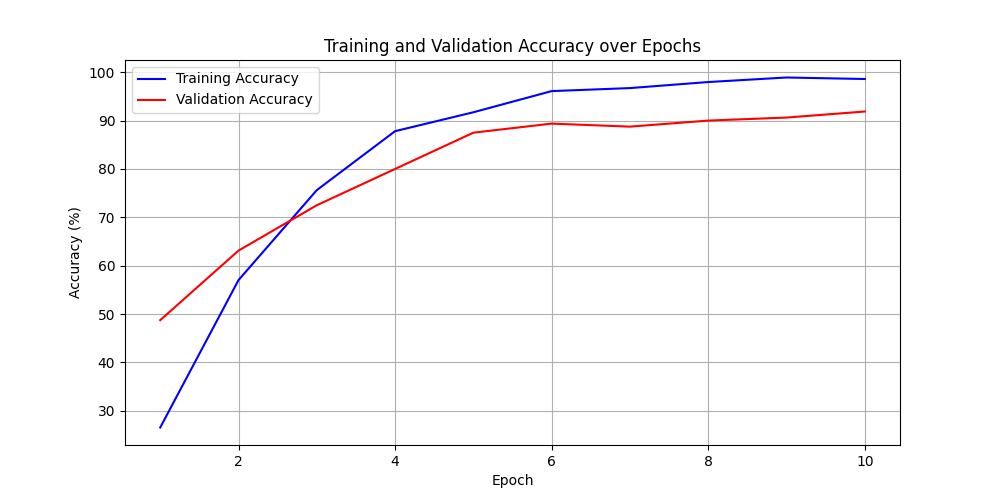 Training and Validation Accuracy over Epochs
Training Accuracy
Validation Accuracy
Accuracy (%)
100
90
80
70
60
50
40
30
2 4 6 8 10
Epoch